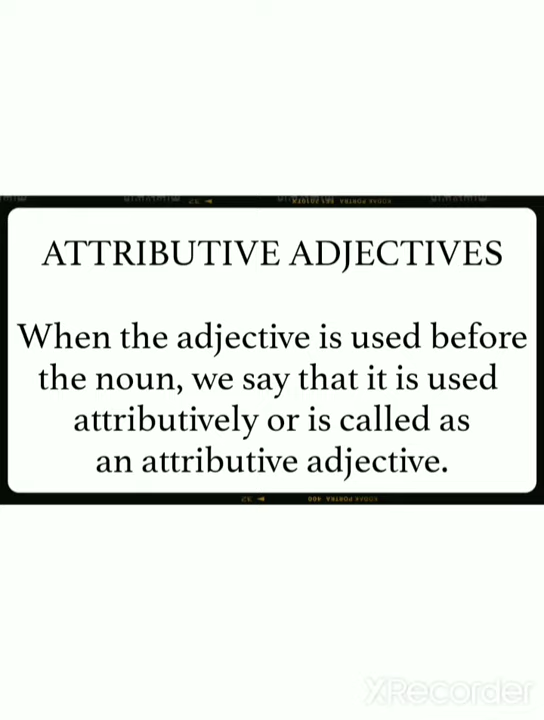 ATTRIBUTIVE ADJECTIVES
When the adjective is used before
the noun, we say that it is used
attributively or is called as
an attributive adjective.
XRecorder